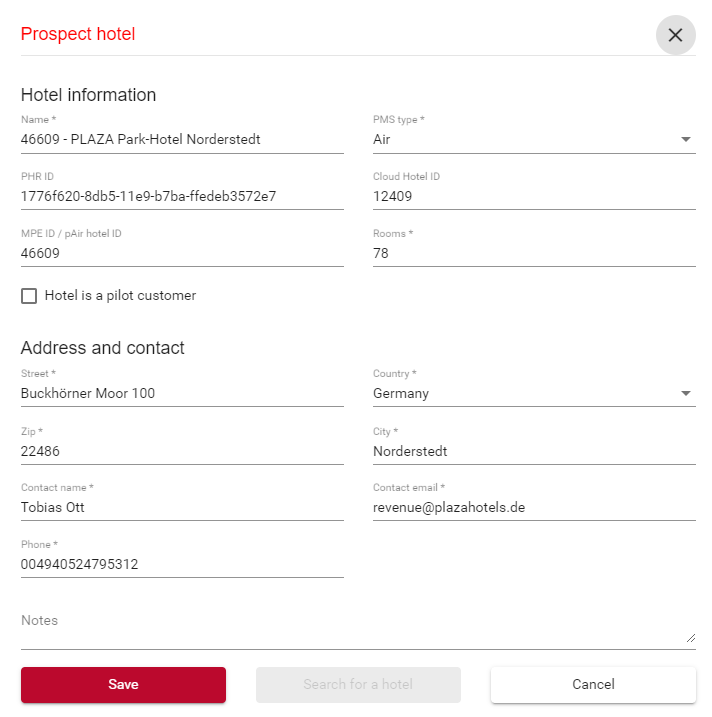 Prospect hotel
Hotel information
Name *
PMS type *
46609 - PLAZA Park-Hotel Norderstedt
Air
PHR ID
Cloud Hotel ID
1776f620-8db5-11e9-b7ba-ffedeb3572e7
12409
MPE ID / pAir hotel ID
Rooms *
46609
78
Hotel is a pilot customer
Address and contact
Street *
Country *
Buckhörner Moor 100
Germany
Zip *
City *
22486
Norderstedt
Contact name *
Contact email *
Tobias Ott
revenue@plazahotels.de
Phone *
004940524795312
Notes
Save
Search for a hotel
Cancel